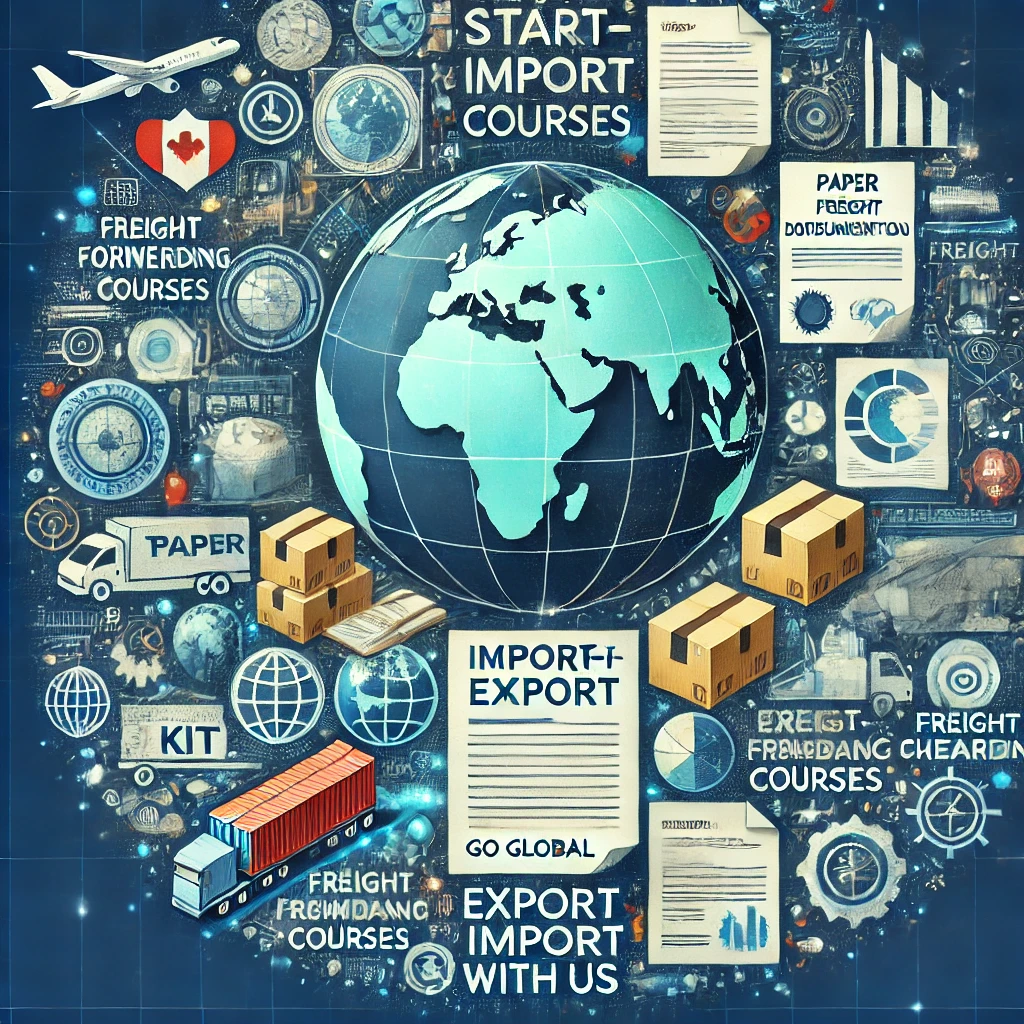 START-
IMPORT
COURSES
PAPER
FREIGHT
FORWERDING
COURSES
FREIGHT
PAPER
IMPORT-I-
EXPORT
KIT
FREIGHT
COURSES
GO GLOBAL
FREIGHT
COURSES
EXPORT
IMPORT
WITH US